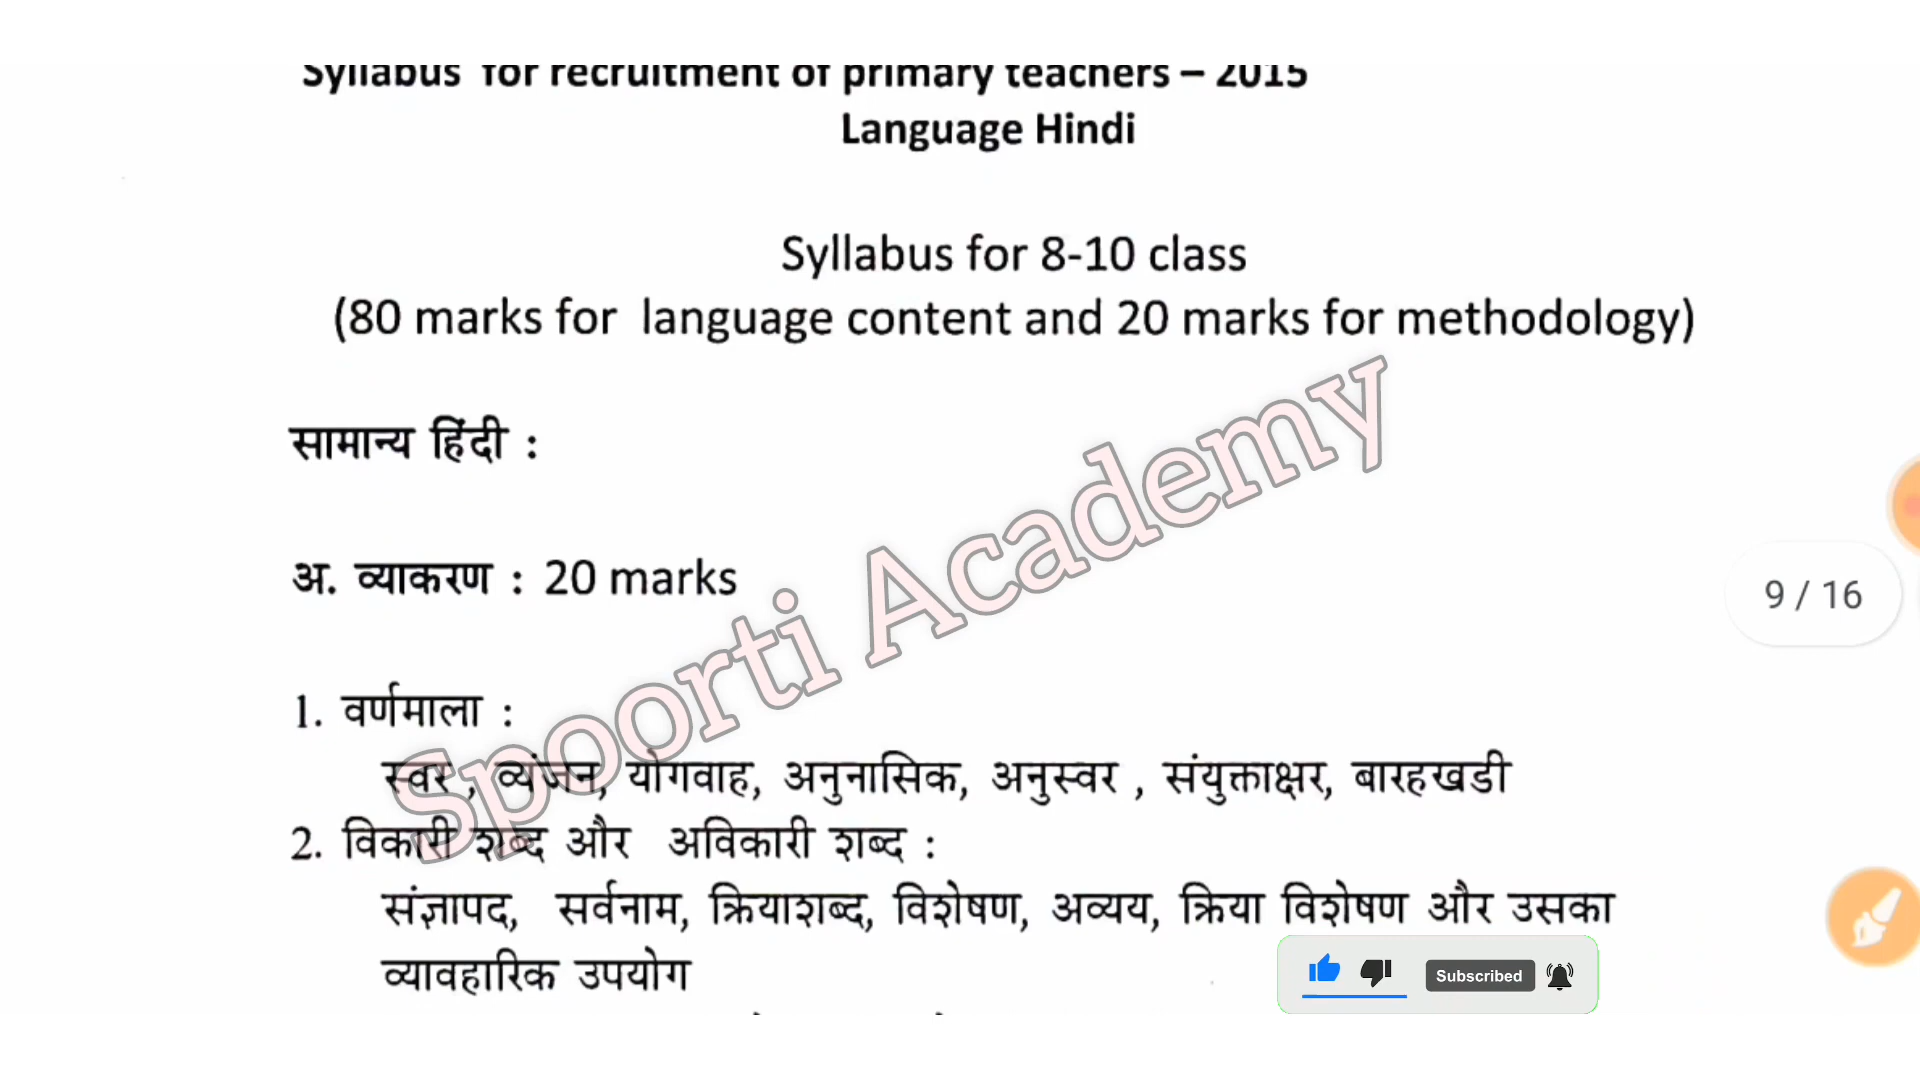 Syllabus for recruitment of primary teachers – 2015
Language Hindi
Syllabus for 8-10 class
(80 marks for language content and 20 marks for methodology)
सामान्य हिंदी :
अ. व्याकरण : 20 marks
1. वर्णमाला :
स्वर , व्यंजन, योगवाह, अनुनासिक, अनुस्वर , संयुक्ताक्षर, बारहखडी
2. विकारी शब्द और अविकारी शब्द :
संज्ञापद, सर्वनाम, क्रियाशब्द, विशेषण, अव्यय, क्रिया विशेषण और उसका
व्यावहारिक उपयोग
Spoorti Academy
9 / 16
Subscribed